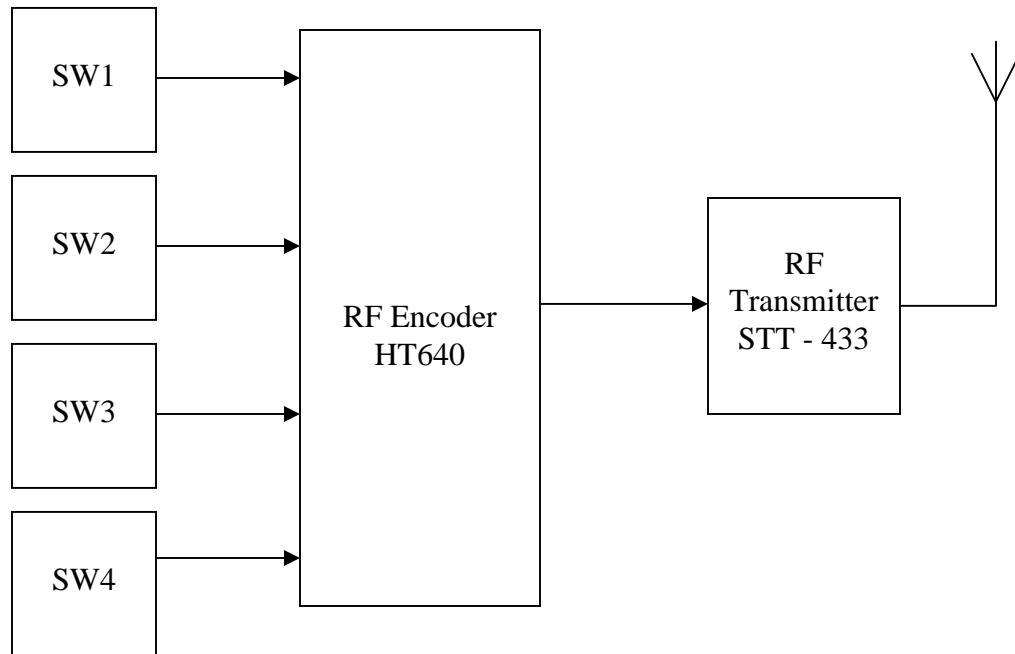 SW1
SW2
SW3
SW4
RF Encoder
HT640
RF
Transmitter
STT - 433